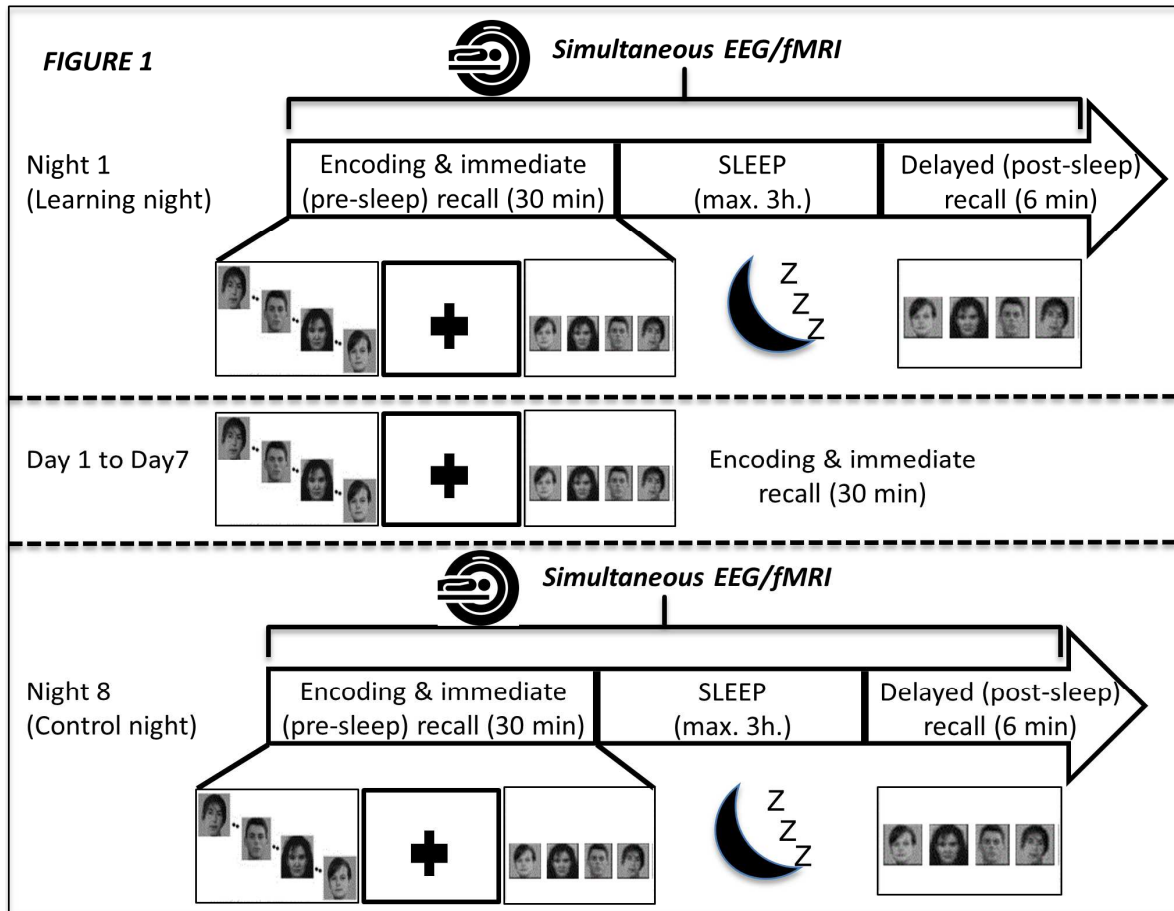 FIGURE 1
Simultaneous EEG/fMRI
Night 1
(Learning night)
Encoding & immediate
(pre-sleep) recall (30 min)
SLEEP
(max. 3h.)
Delayed (post-sleep)
recall (6 min)
Z
Z
Z
Day 1 to Day7
Encoding & immediate
recall (30 min)
Simultaneous EEG/fMRI
Night 8
(Control night)
Encoding & immediate
(pre-sleep) recall (30 min)
SLEEP
(max. 3h.)
Delayed (post-sleep)
recall (6 min)
Z
Z
Z